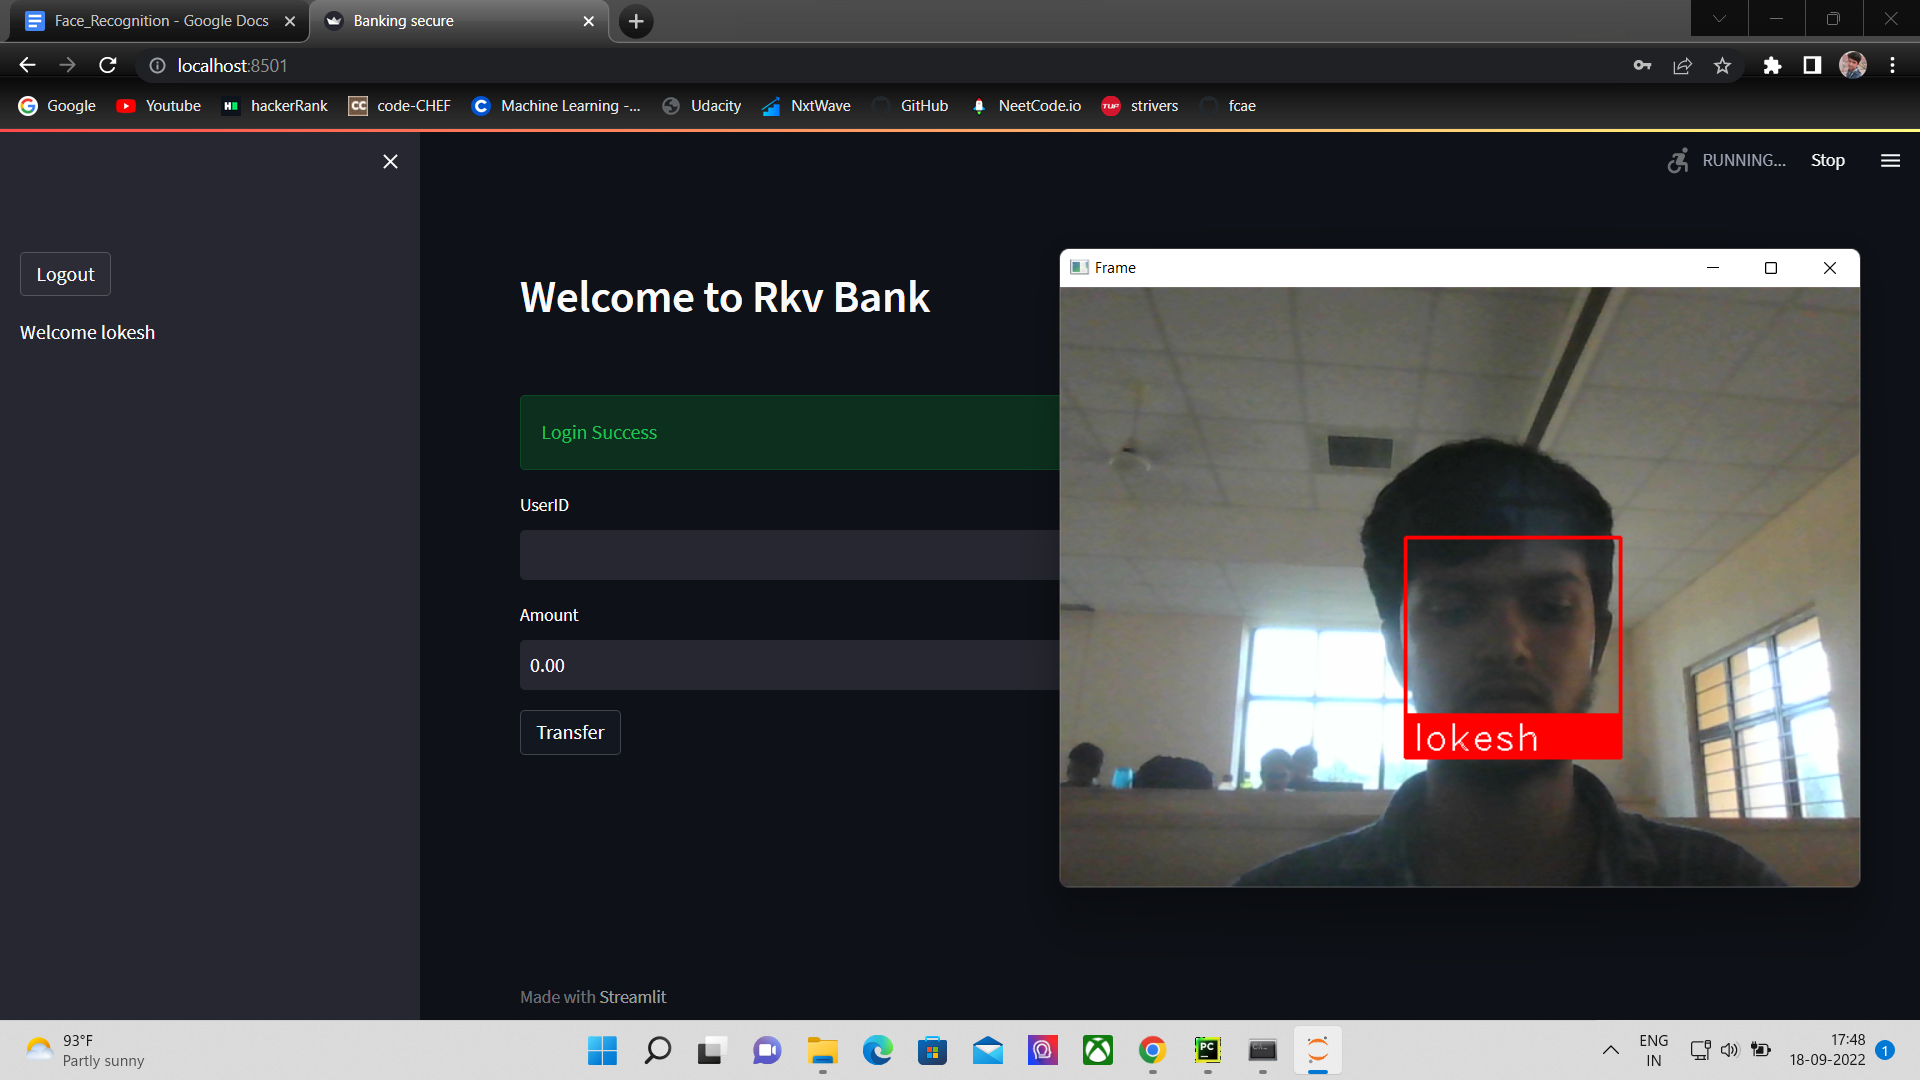 Face_Recognition - Google Docs
Banking secure
localhost:8501
Google
Youtube
hackerRank
code-CHEF
Machine Learning -...
Udacity
NxtWave
GitHub
NeetCode.io
strivers
fcae
RUNNING...
Stop
Logout
Welcome lokesh
Welcome to Rkv Bank
Login Success
UserID
Amount
0.00
Transfer
Frame
lokesh
Made with Streamlit
93°F
Partly sunny
ENG
IN
17:48
18-09-2022
1